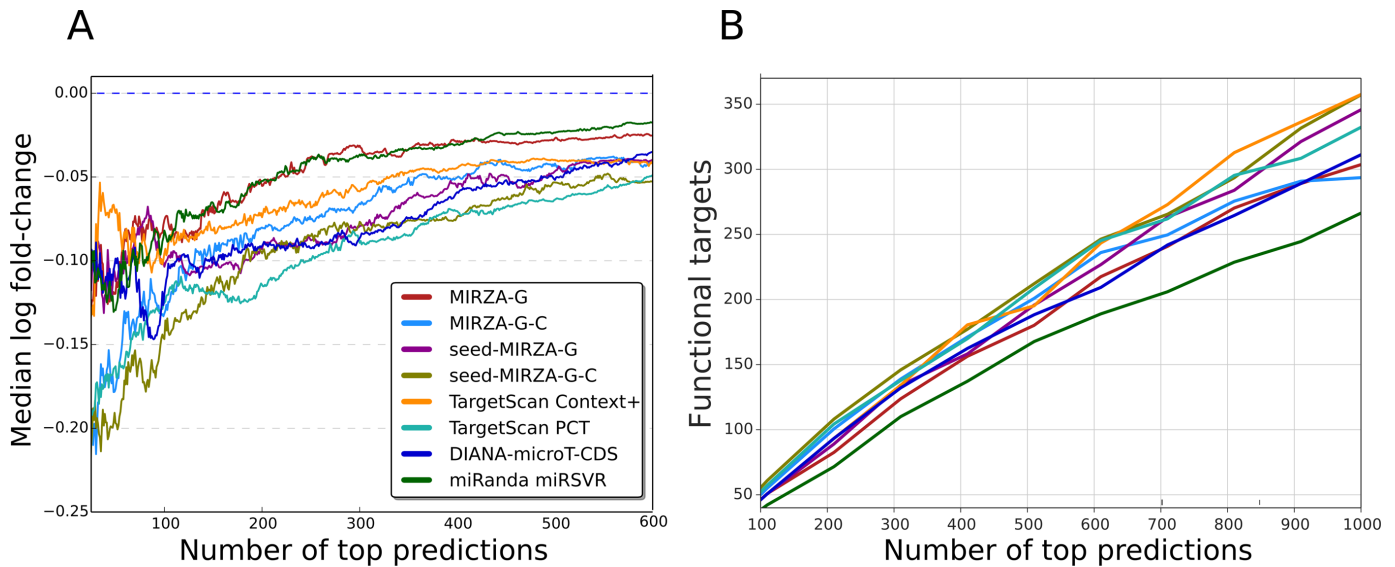 A
B
0.00
−0.05
−0.10
−0.15
−0.20
−0.25
Median log fold-change
100 200 300 400 500 600
Number of top predictions
MIRZA-G
MIRZA-G-C
seed-MIRZA-G
seed-MIRZA-G-C
TargetScan Context+
TargetScan PCT
DIANA-microT-CDS
miRanda miRSVR
350
300
250
200
150
100
50
Functional targets
100 200 300 400 500 600 700 800 900 1000
Number of top predictions